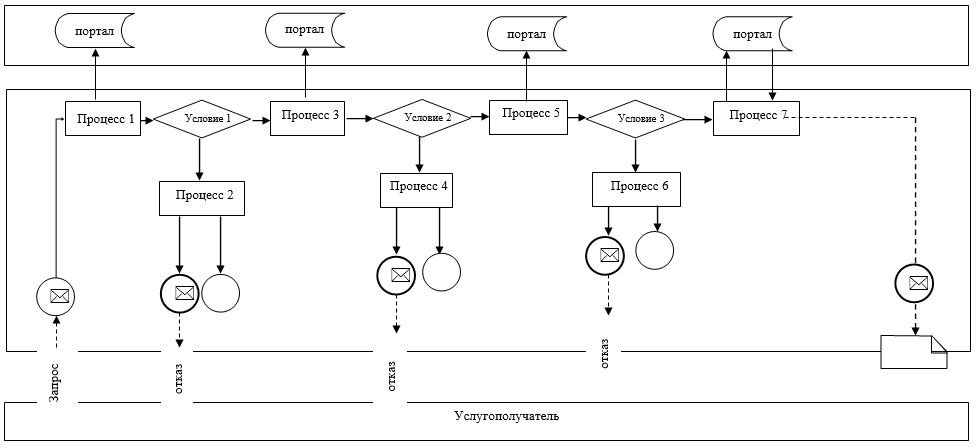 портал
портал
портал
портал
Процесс 1
Условие 1
Процесс 3
Условие 2
Процесс 5
Условие 3
Процесс 7
Процесс 2
Процесс 4
Процесс 6
Запрос
отказ
отказ
отказ
Услугополучатель